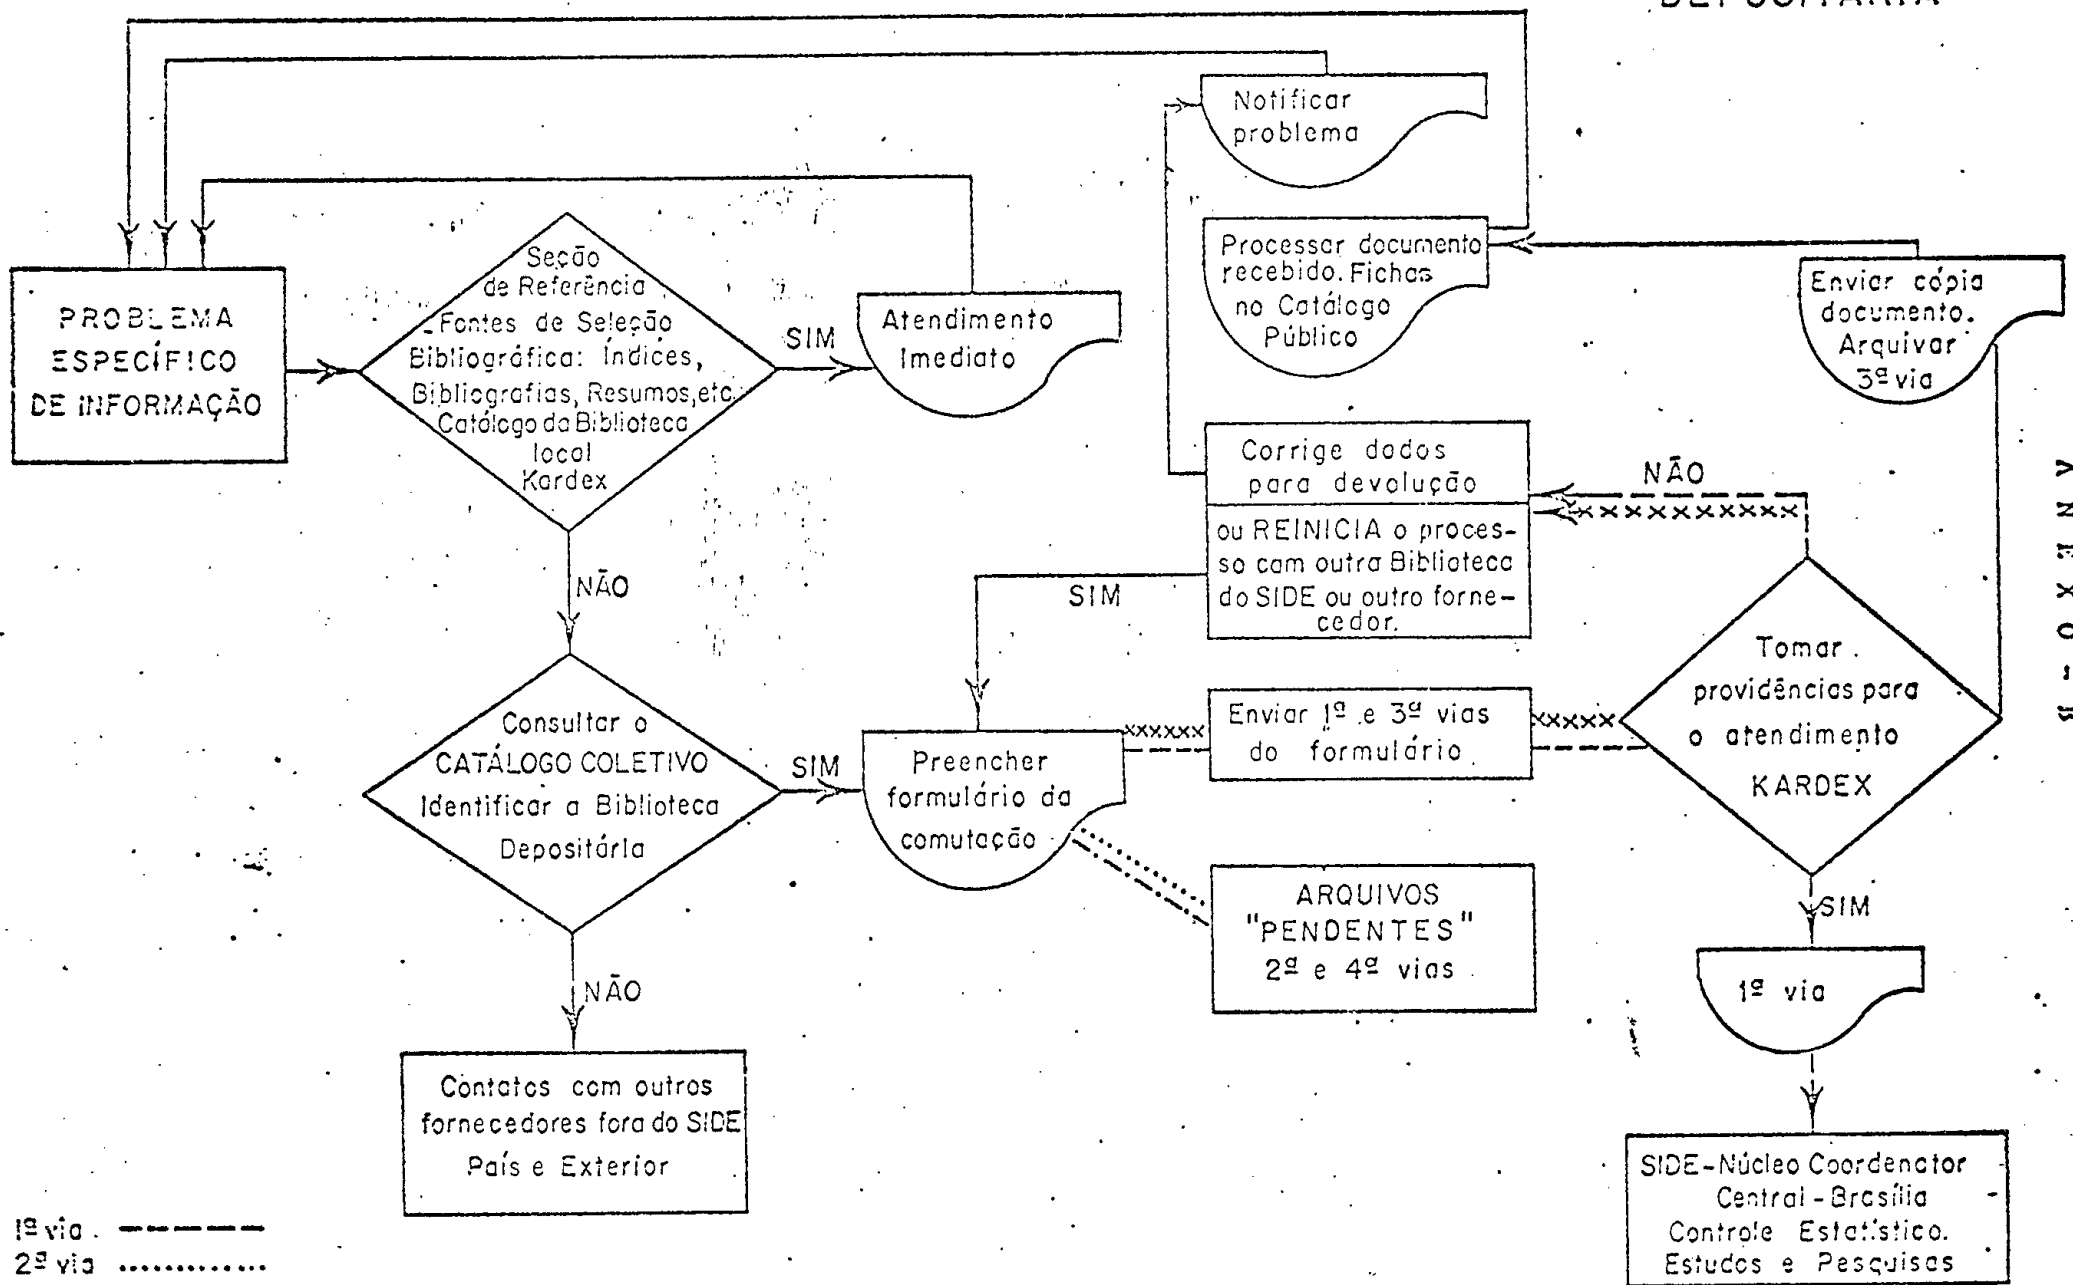 Notificar
problema
PROBLEMA
ESPECÍFICO
DE INFORMAÇÃO
Seção
de Referência
Fontes de Seleção
Bibliográfica: Índices,
Bibliografias, Resumos, etc.
Catálogo da Biblioteca
local
Kardex
SIM
Atendimento
Imediato
Processar documento
recebido. Fichas
no Catálogo
Público
Enviar cópia
documento.
Arquivar
3ª via
Corrige dados
para devolução
ou REINICIA o proces-
so com outra Biblioteca
do SIDE ou outro forne-
cedor.
NÃO
ANEXO-B
NÃO
SIM
Consultar o
CATÁLOGO COLETIVO
Identificar a Biblioteca
Depositária
SIM
Preencher
formulário da
comutação
Enviar 1ª e 3ª vias
do formulário
Tomar
providências para
o atendimento
KARDEX
ARQUIVOS
"PENDENTES"
2ª e 4ª vias
SIM
1ª via
NÃO
Contatos com outros
fornecedores fora do SIDE
País e Exterior
SIDE-Núcleo Coordenator
Central-Brasília
Controle Estatístico.
Estudos e Pesquisas
1ª via
2ª via